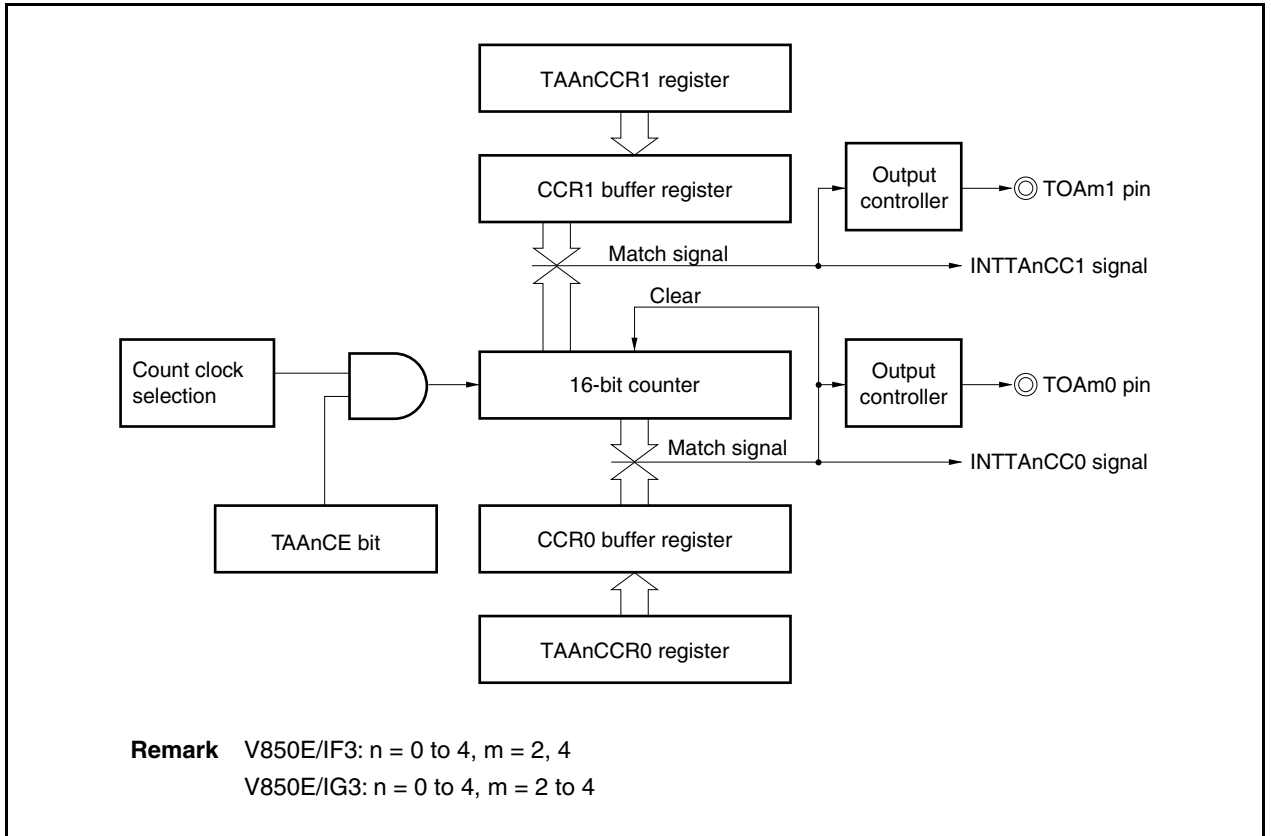 TAAnCCR1 register
CCR1 buffer register
Output
controller
TOAm1 pin
Match signal
INTTAnCC1 signal
Clear
Count clock
selection
16-bit counter
Output
controller
TOAm0 pin
Match signal
INTTAnCC0 signal
TAAnCE bit
CCR0 buffer register
TAAnCCR0 register
Remark V850E/IF3: n = 0 to 4, m = 2, 4
V850E/IG3: n = 0 to 4, m = 2 to 4